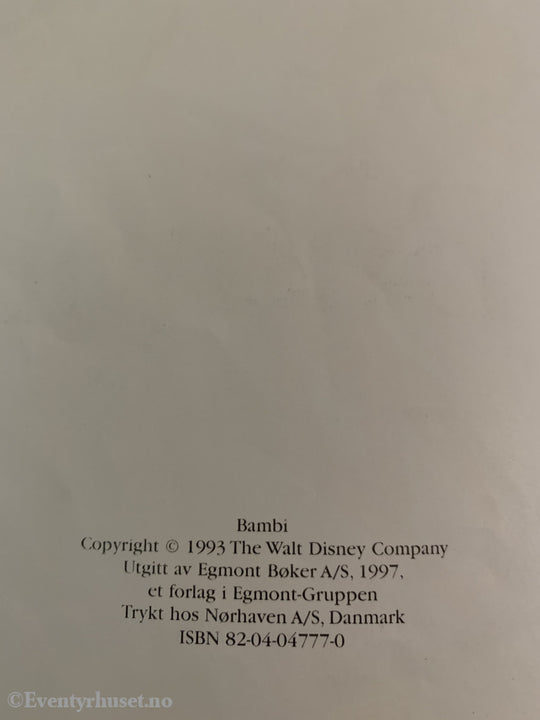 Bambi
Copyright © 1993 The Walt Disney Company
Utgitt av Egmont Bøker A/S, 1997,
et forlag i Egmont-Gruppen
Trykt hos Nørhaven A/S, Danmark
ISBN 82-04-04777-0
©Eventyrhuset.no